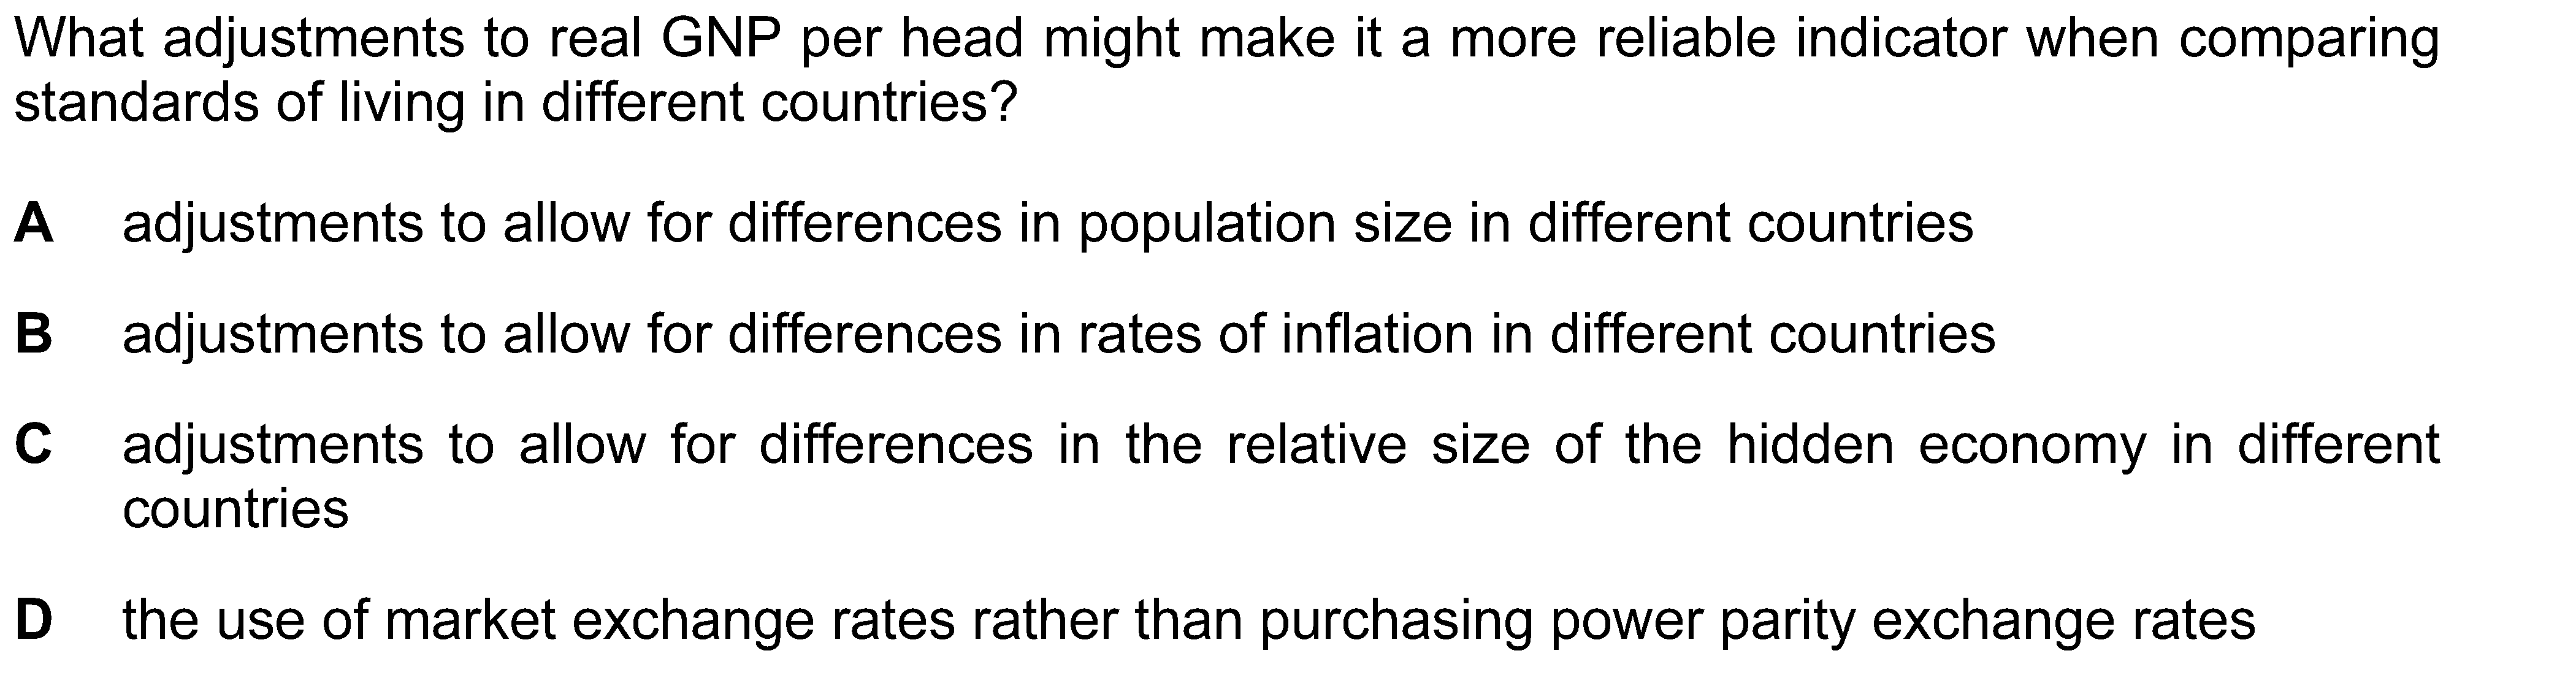 What adjustments to real GNP per head might make it a more reliable indicator when comparing
standards of living in different countries?
A adjustments to allow for differences in population size in different countries
B adjustments to allow for differences in rates of inflation in different countries
C adjustments to allow for differences in the relative size of the hidden economy in different
countries
D the use of market exchange rates rather than purchasing power parity exchange rates